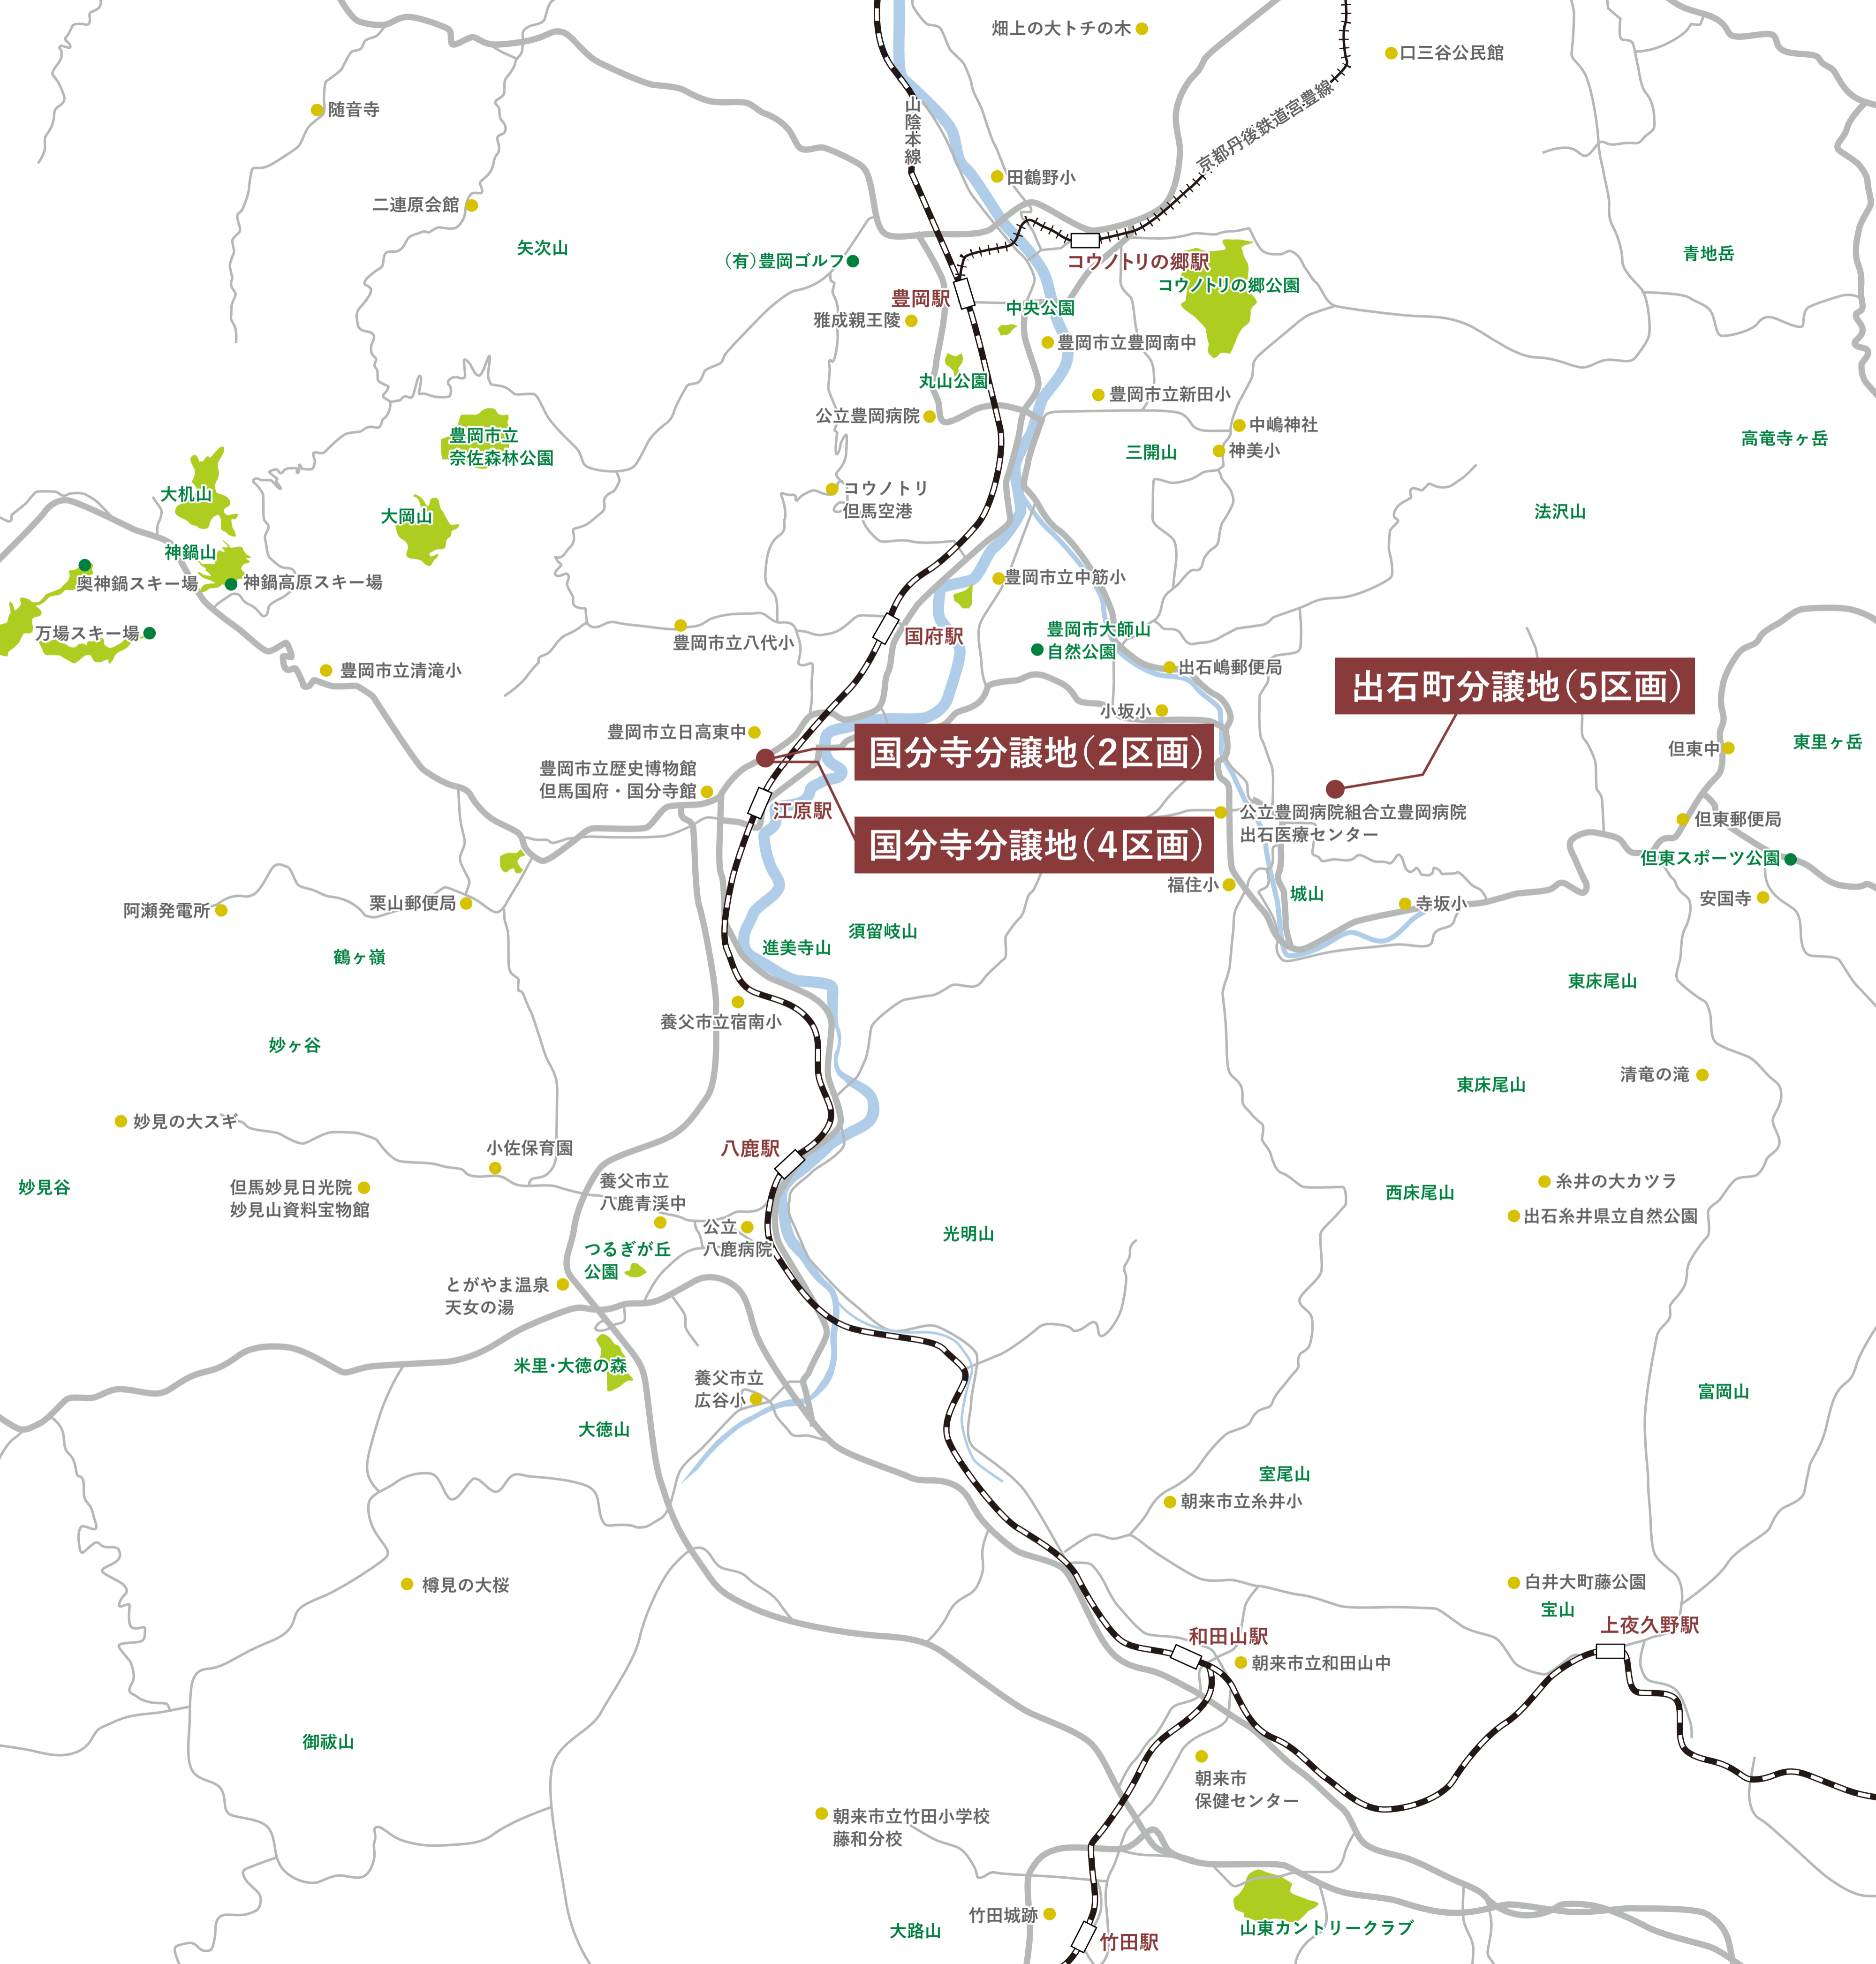 畑上の大トチの木
口三谷公民館
随音寺
山陰本線
京都丹後鉄道宮豊線
田鶴野小
二連原会館
矢次山
(有)豊岡ゴルフ
コウノトリの郷駅
コウノトリの郷公園
青地岳
豊岡駅
中央公園
雅成親王陵
豊岡市立豊岡南中
丸山公園
豊岡市立新田小
公立豊岡病院
中嶋神社
神美小
三開山
高竜寺ヶ岳
豊岡市立
奈佐森林公園
大机山
大岡山
コウノトリ
但馬空港
法沢山
神鍋山
奥神鍋スキー場
神鍋高原スキー場
豊岡市立中筋小
万場スキー場
豊岡市立八代小
国府駅
豊岡市大師山
自然公園
豊岡市立清滝小
出石嶋郵便局
出石町分譲地(5区画)
小坂小
豊岡市立日高東中
国分寺分譲地(2区画)
但東中
東里ヶ岳
豊岡市立歴史博物館
但馬国府・国分寺館
江原駅
公立豊岡病院組合立豊岡病院
出石医療センター
但東郵便局
国分寺分譲地(4区画)
但東スポーツ公園
福住小
城山
寺坂小
安国寺
阿瀬発電所
栗山郵便局
須留岐山
進美寺山
鶴ヶ嶺
東床尾山
養父市立宿南小
妙ヶ谷
清竜の滝
東床尾山
妙見の大スギ
小佐保育園
八鹿駅
妙見谷
但馬妙見日光院
妙見山資料宝物館
養父市立
八鹿青渓中
糸井の大カツラ
西床尾山
出石糸井県立自然公園
公立
八鹿病院
光明山
つるぎが丘
公園
とがやま温泉
天女の湯
米里・大徳の森
養父市立
広谷小
富岡山
大徳山
室尾山
朝来市立糸井小
樽見の大桜
白井大町藤公園
宝山
上夜久野駅
和田山駅
朝来市立和田山中
御祓山
朝来市
保健センター
朝来市立竹田小学校
藤和分校
竹田城跡
大路山
竹田駅
山東カントリークラブ